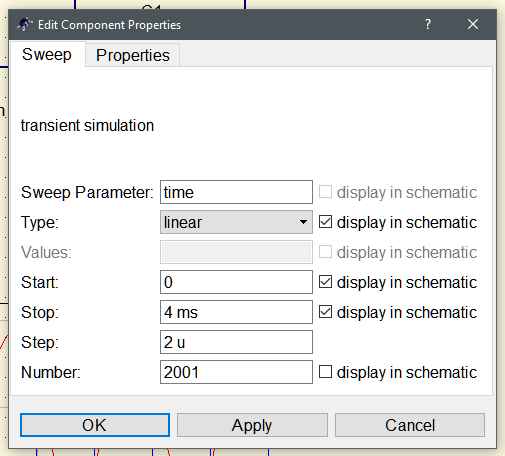 Edit Component Properties ? ×
Sweep Properties
transient simulation
Sweep Parameter: time display in schematic
Type: linear display in schematic
Values: display in schematic
Start: 0 display in schematic
Stop: 4 ms display in schematic
Step: 2 u
Number: 2001 display in schematic
OK Apply Cancel